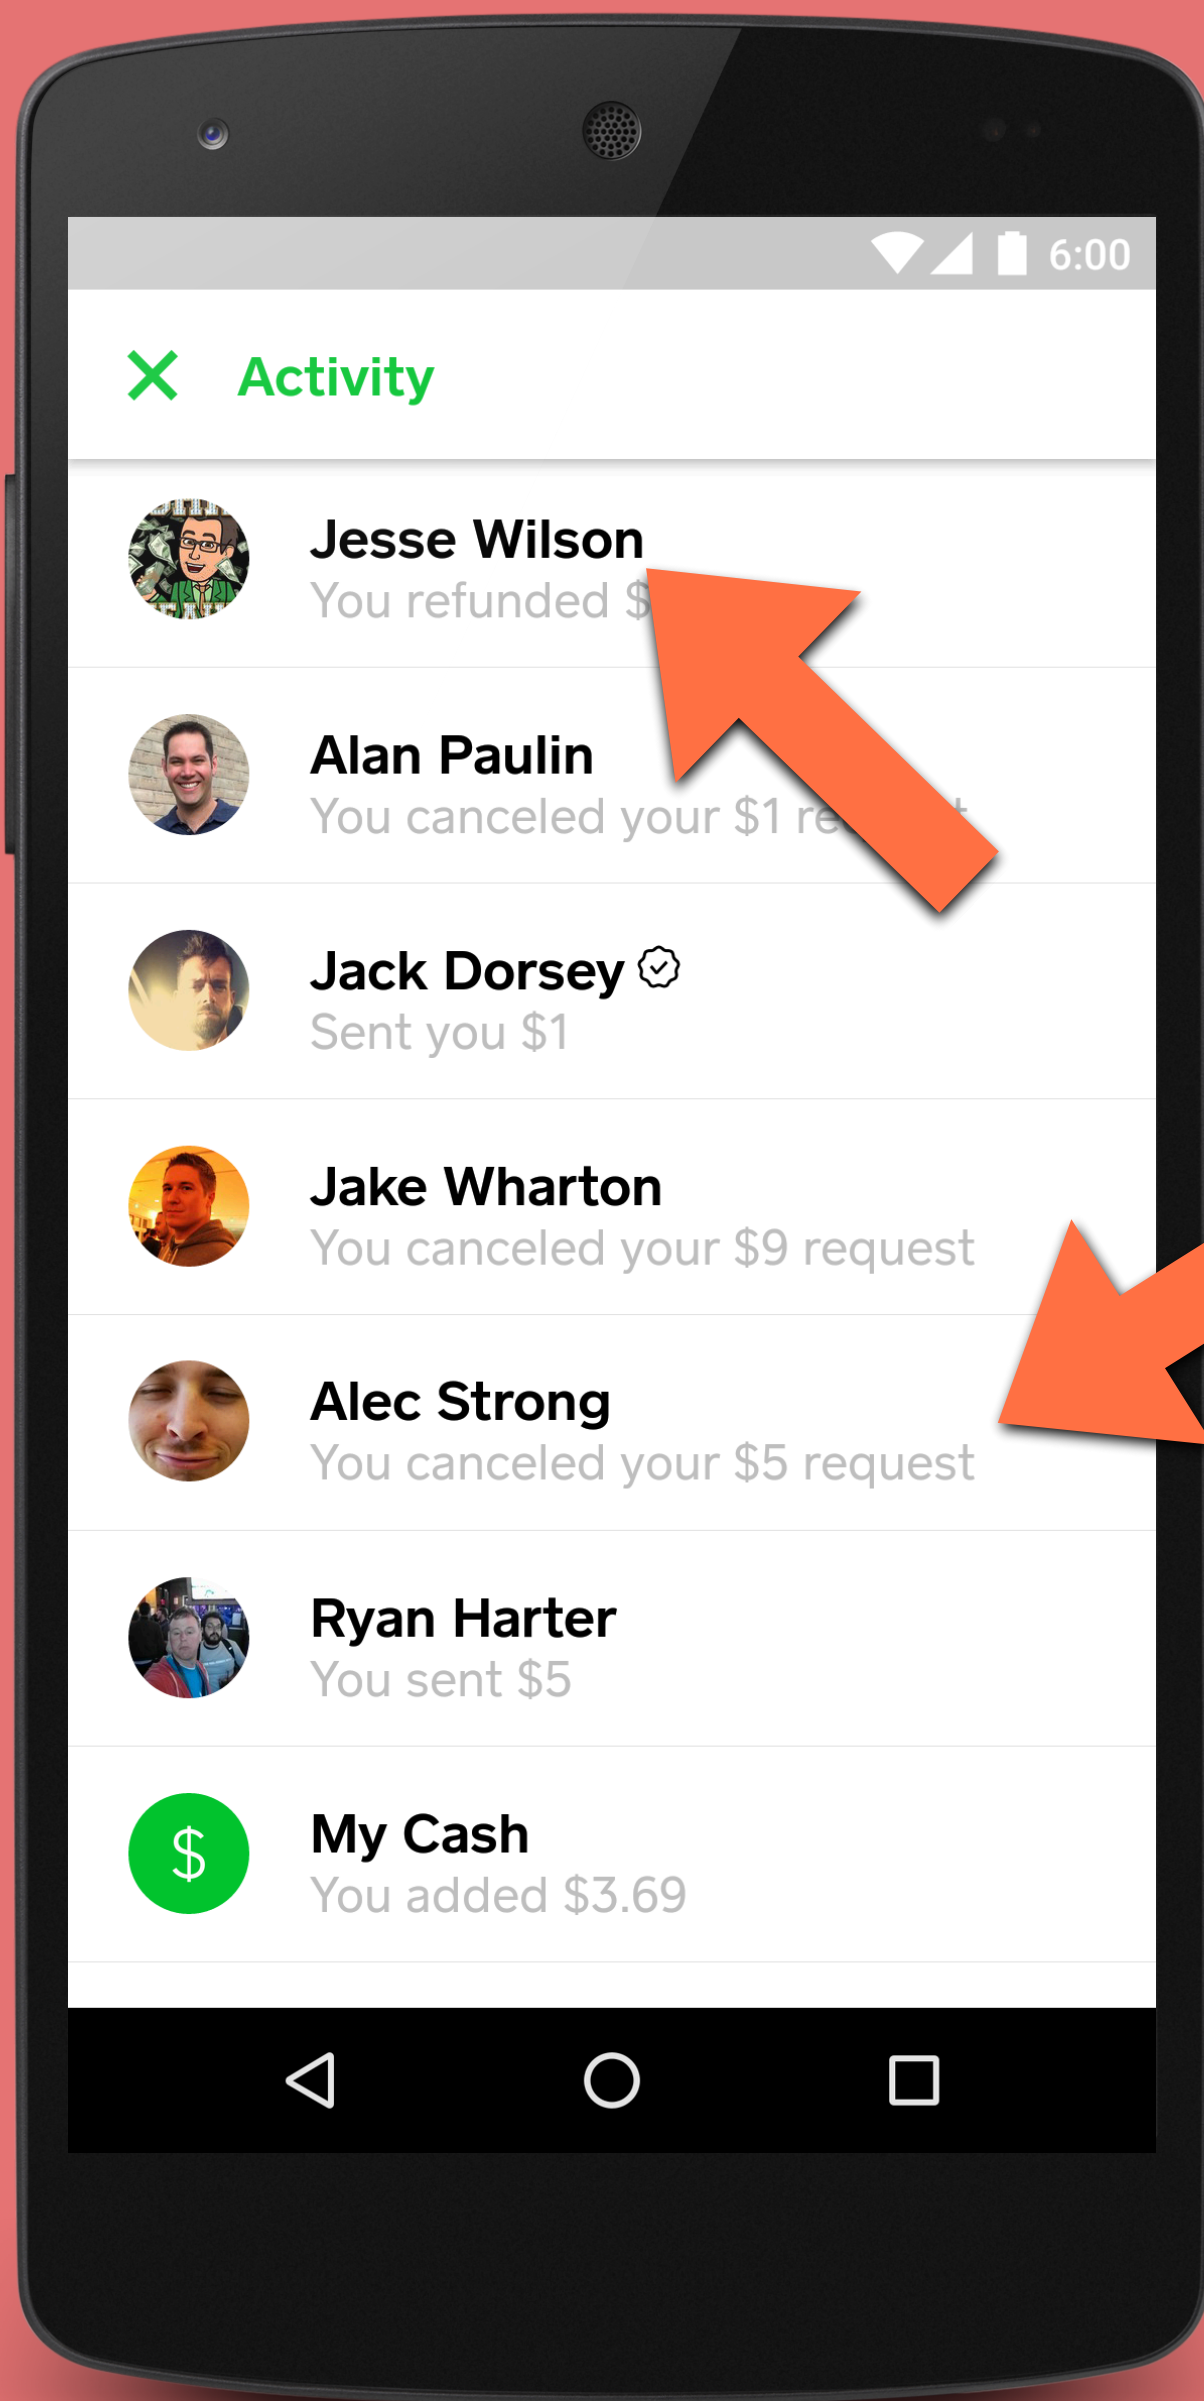 6:00
Activity
Jesse Wilson
You refunded $
Alan Paulin
You canceled your $1
Jack Dorsey
Sent you $1
Jake Wharton
You canceled your $9 request
Alec Strong
You canceled your $5 request
Ryan Harter
You sent $5
$
My Cash
You added $3.69